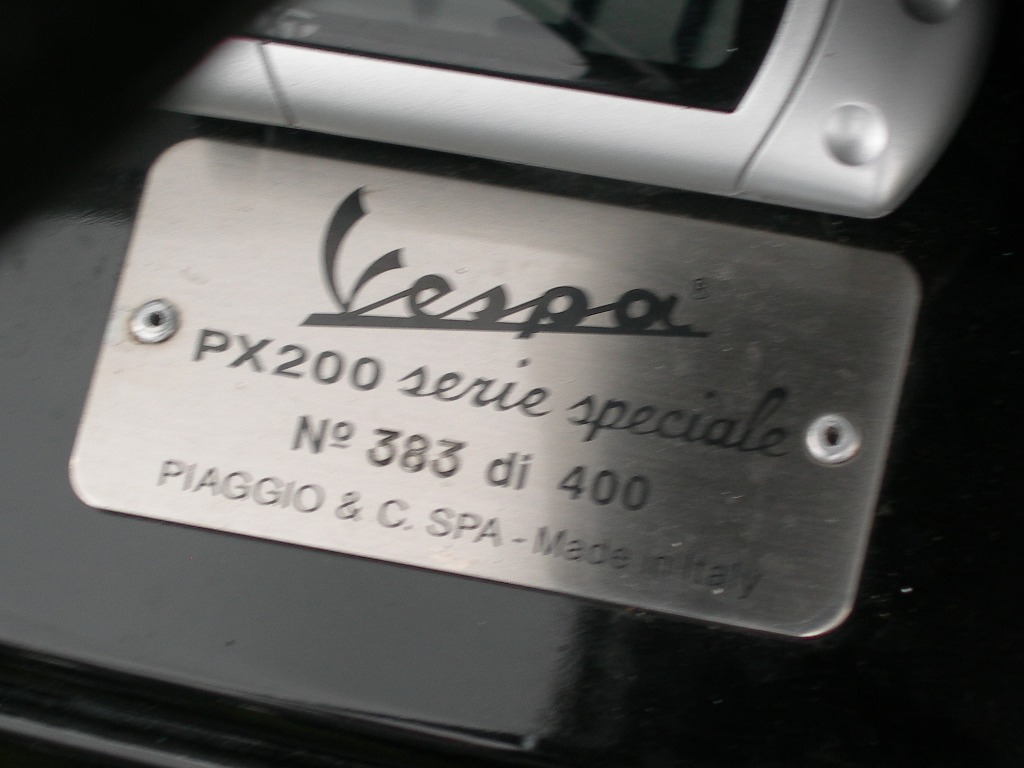 Vespa®
PX200 serie speciale
Nº 383 di 400
PIAGGIO & C. SPA - Made in Italy